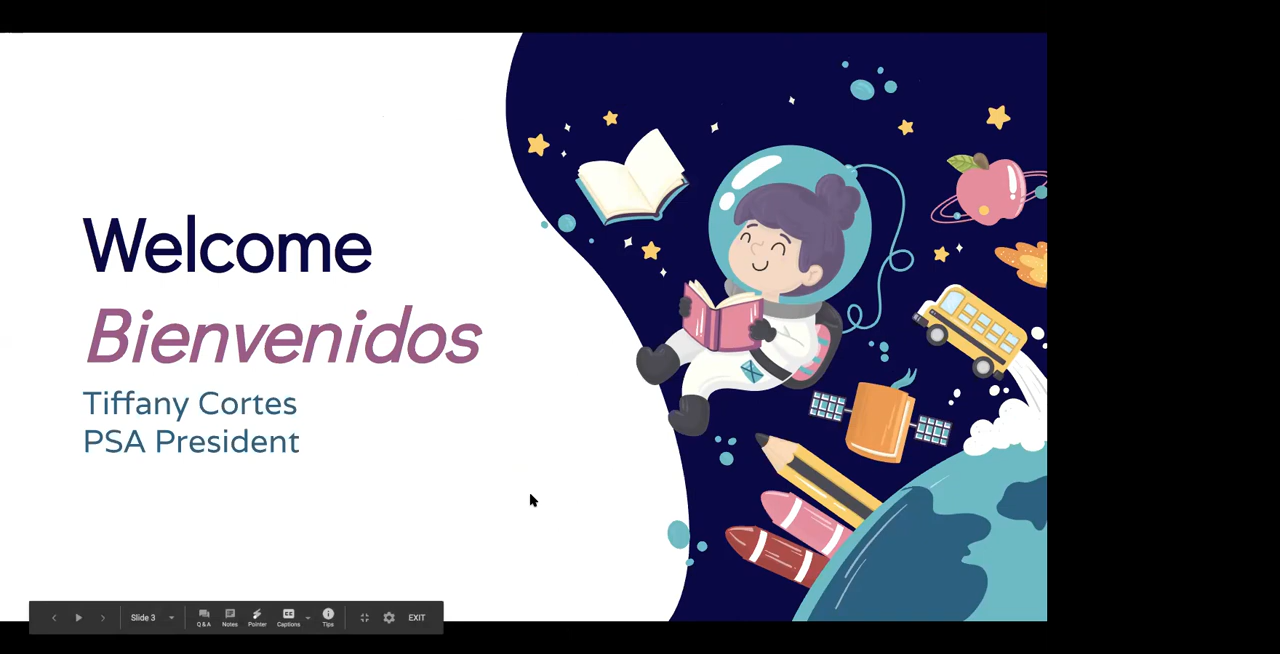 Welcome
Bienvenidos
Tiffany Cortes
PSA President
Slide 3
Q&A
Notes
Pointer
Captions
Tips
EXIT